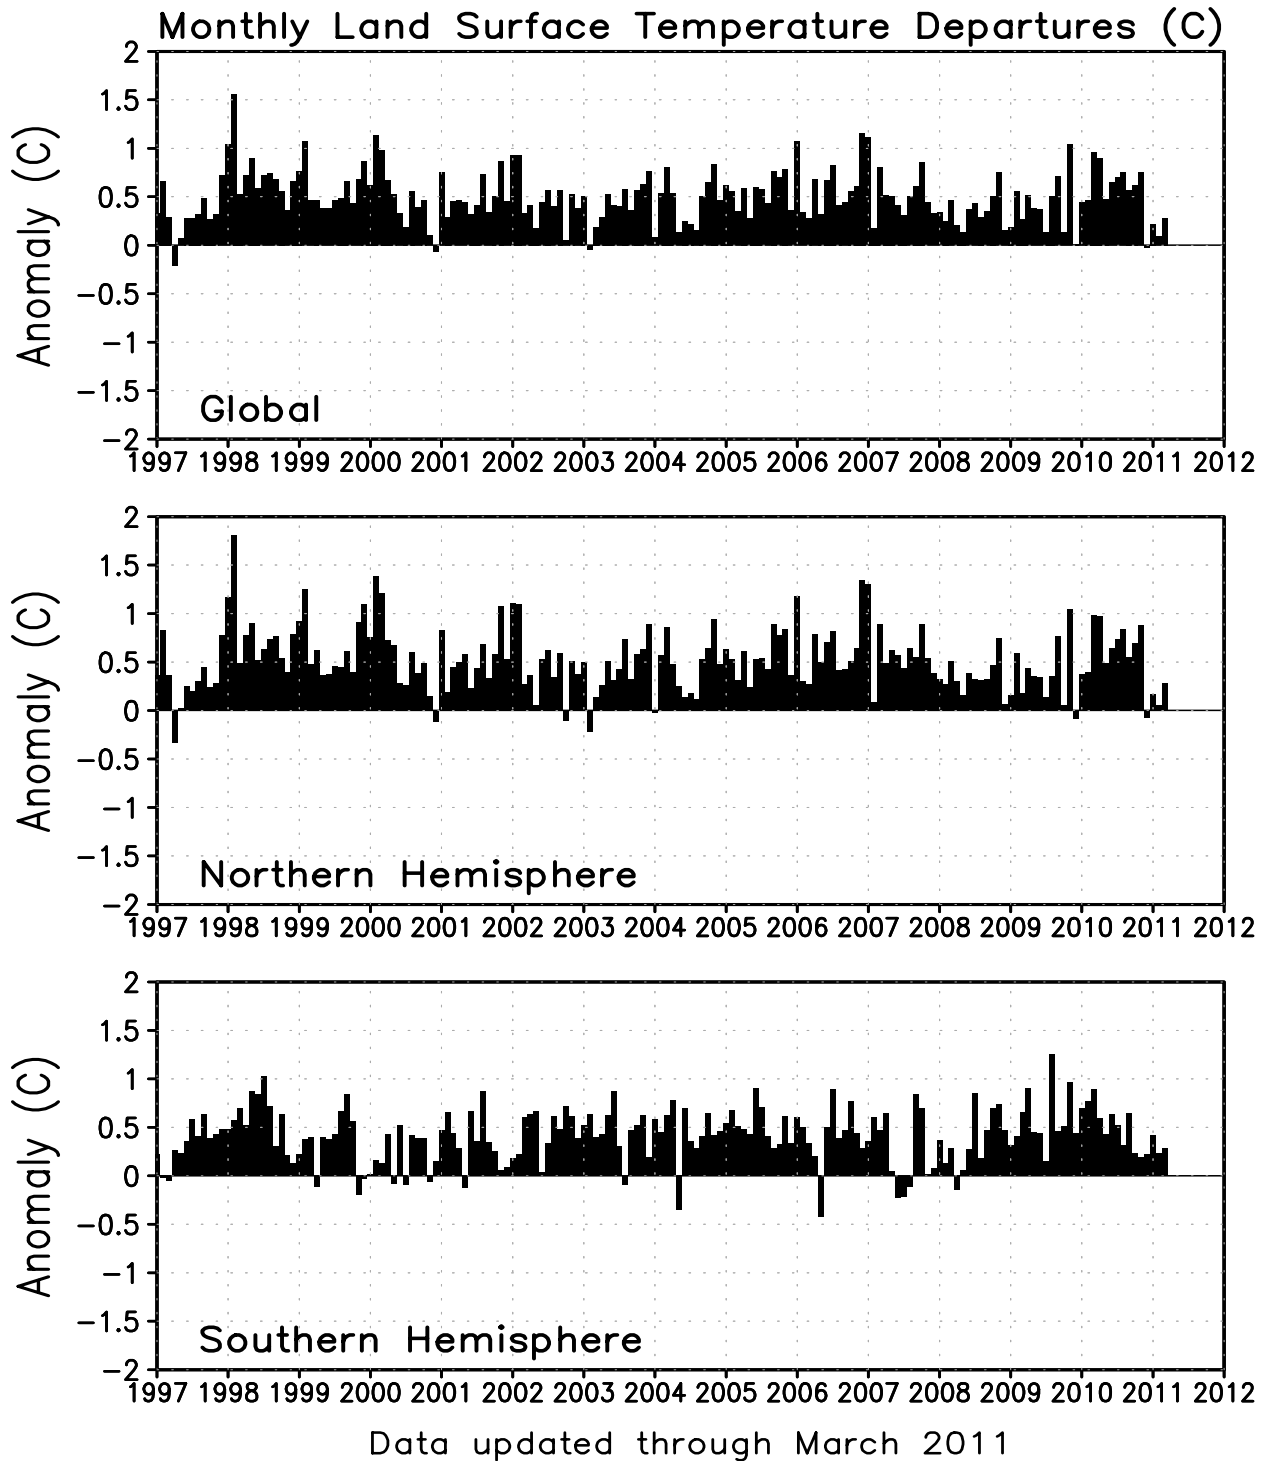 Monthly Land Surface Temperature Departures (C)
Anomaly (C)
2
1.5
1
0.5
0
−0.5
−1
−1.5
−2
Global
1997 1998 1999 2000 2001 2002 2003 2004 2005 2006 2007 2008 2009 2010 2011 2012
Anomaly (C)
2
1.5
1
0.5
0
−0.5
−1
−1.5
−2
Northern Hemisphere
1997 1998 1999 2000 2001 2002 2003 2004 2005 2006 2007 2008 2009 2010 2011 2012
Anomaly (C)
2
1.5
1
0.5
0
−0.5
−1
−1.5
−2
Southern Hemisphere
1997 1998 1999 2000 2001 2002 2003 2004 2005 2006 2007 2008 2009 2010 2011 2012
Data updated through March 2011